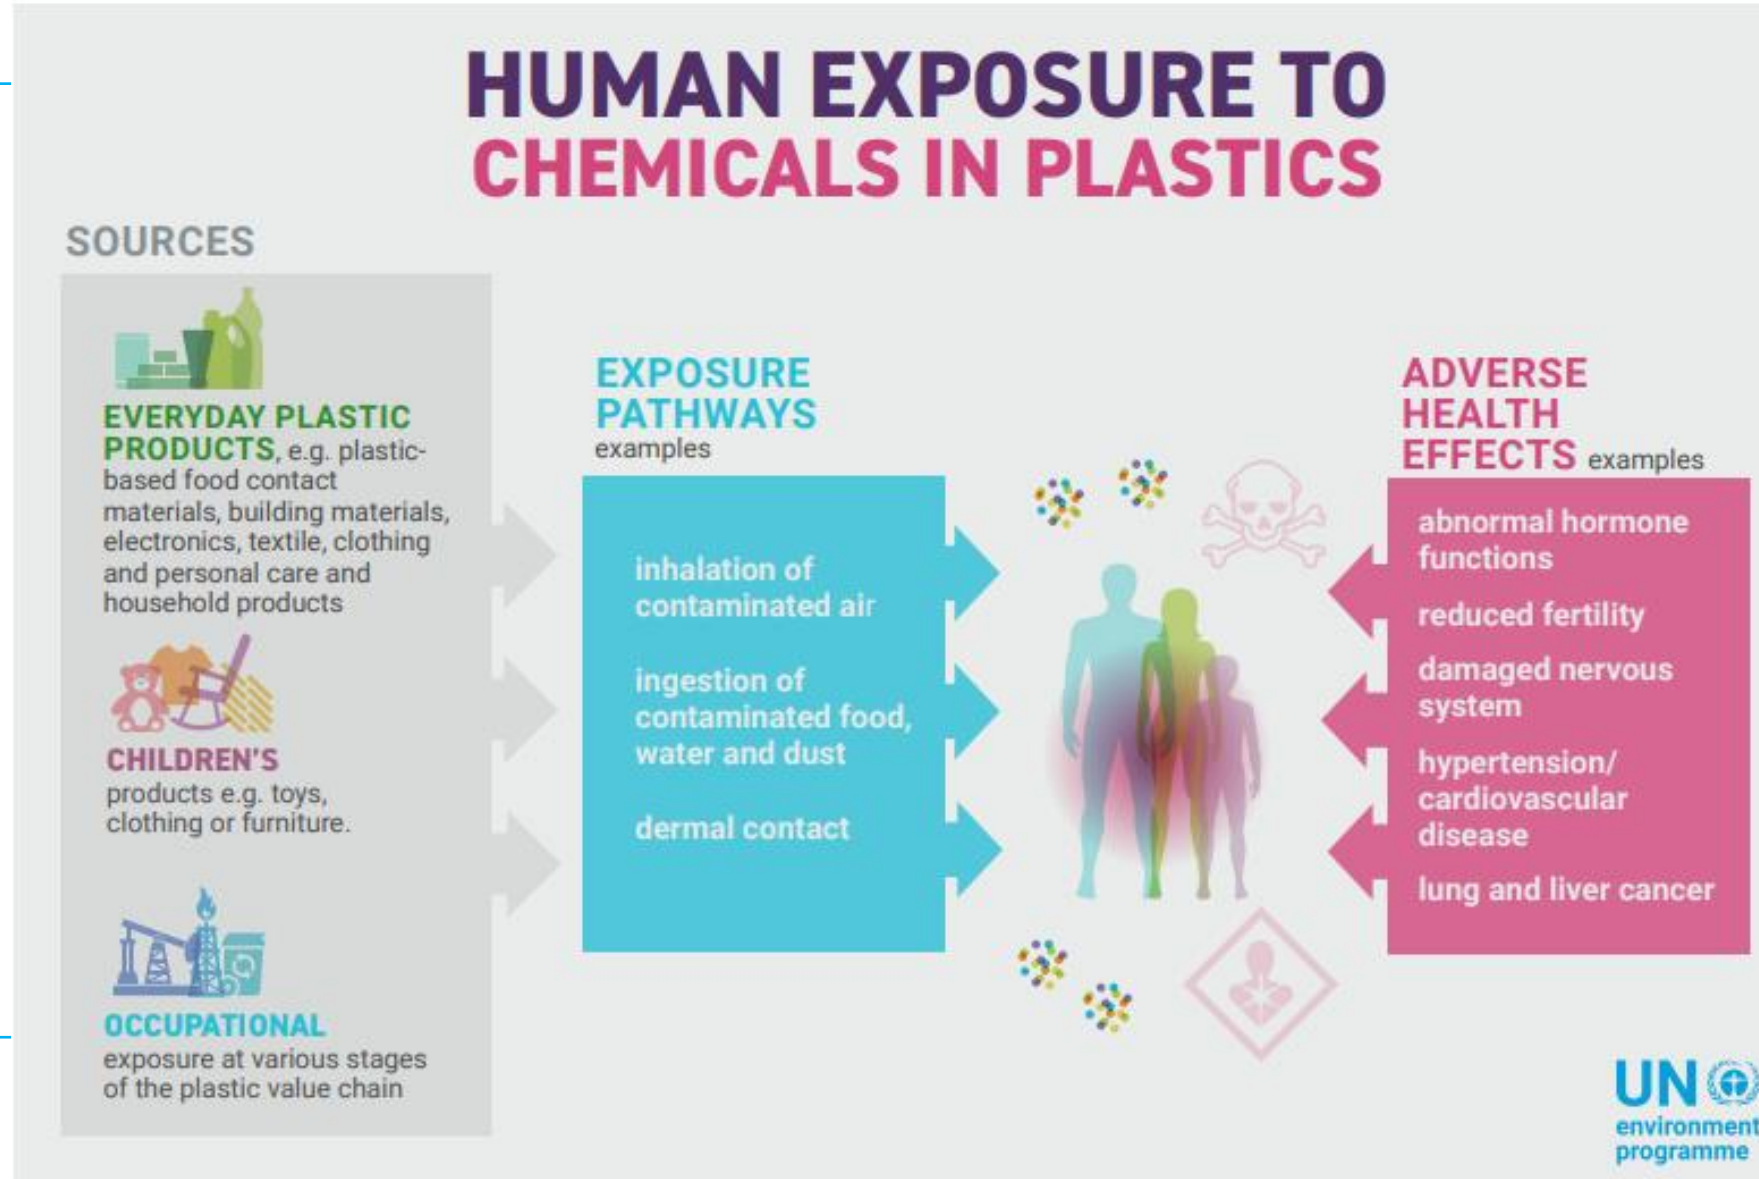 HUMAN EXPOSURE TO
CHEMICALS IN PLASTICS
SOURCES
EVERYDAY PLASTIC
PRODUCTS, e.g. plastic-
based food contact
materials, building materials,
electronics, textile, clothing
and personal care and
household products
CHILDREN'S
products e.g. toys,
clothing or furniture.
OCCUPATIONAL
exposure at various stages
of the plastic value chain
EXPOSURE
PATHWAYS
examples
inhalation of
contaminated air
ingestion of
contaminated food,
water and dust
dermal contact
ADVERSE
HEALTH
EFFECTS examples
abnormal hormone
functions
reduced fertility
damaged nervous
system
hypertension/
cardiovascular
disease
lung and liver cancer
UN
environment
programme